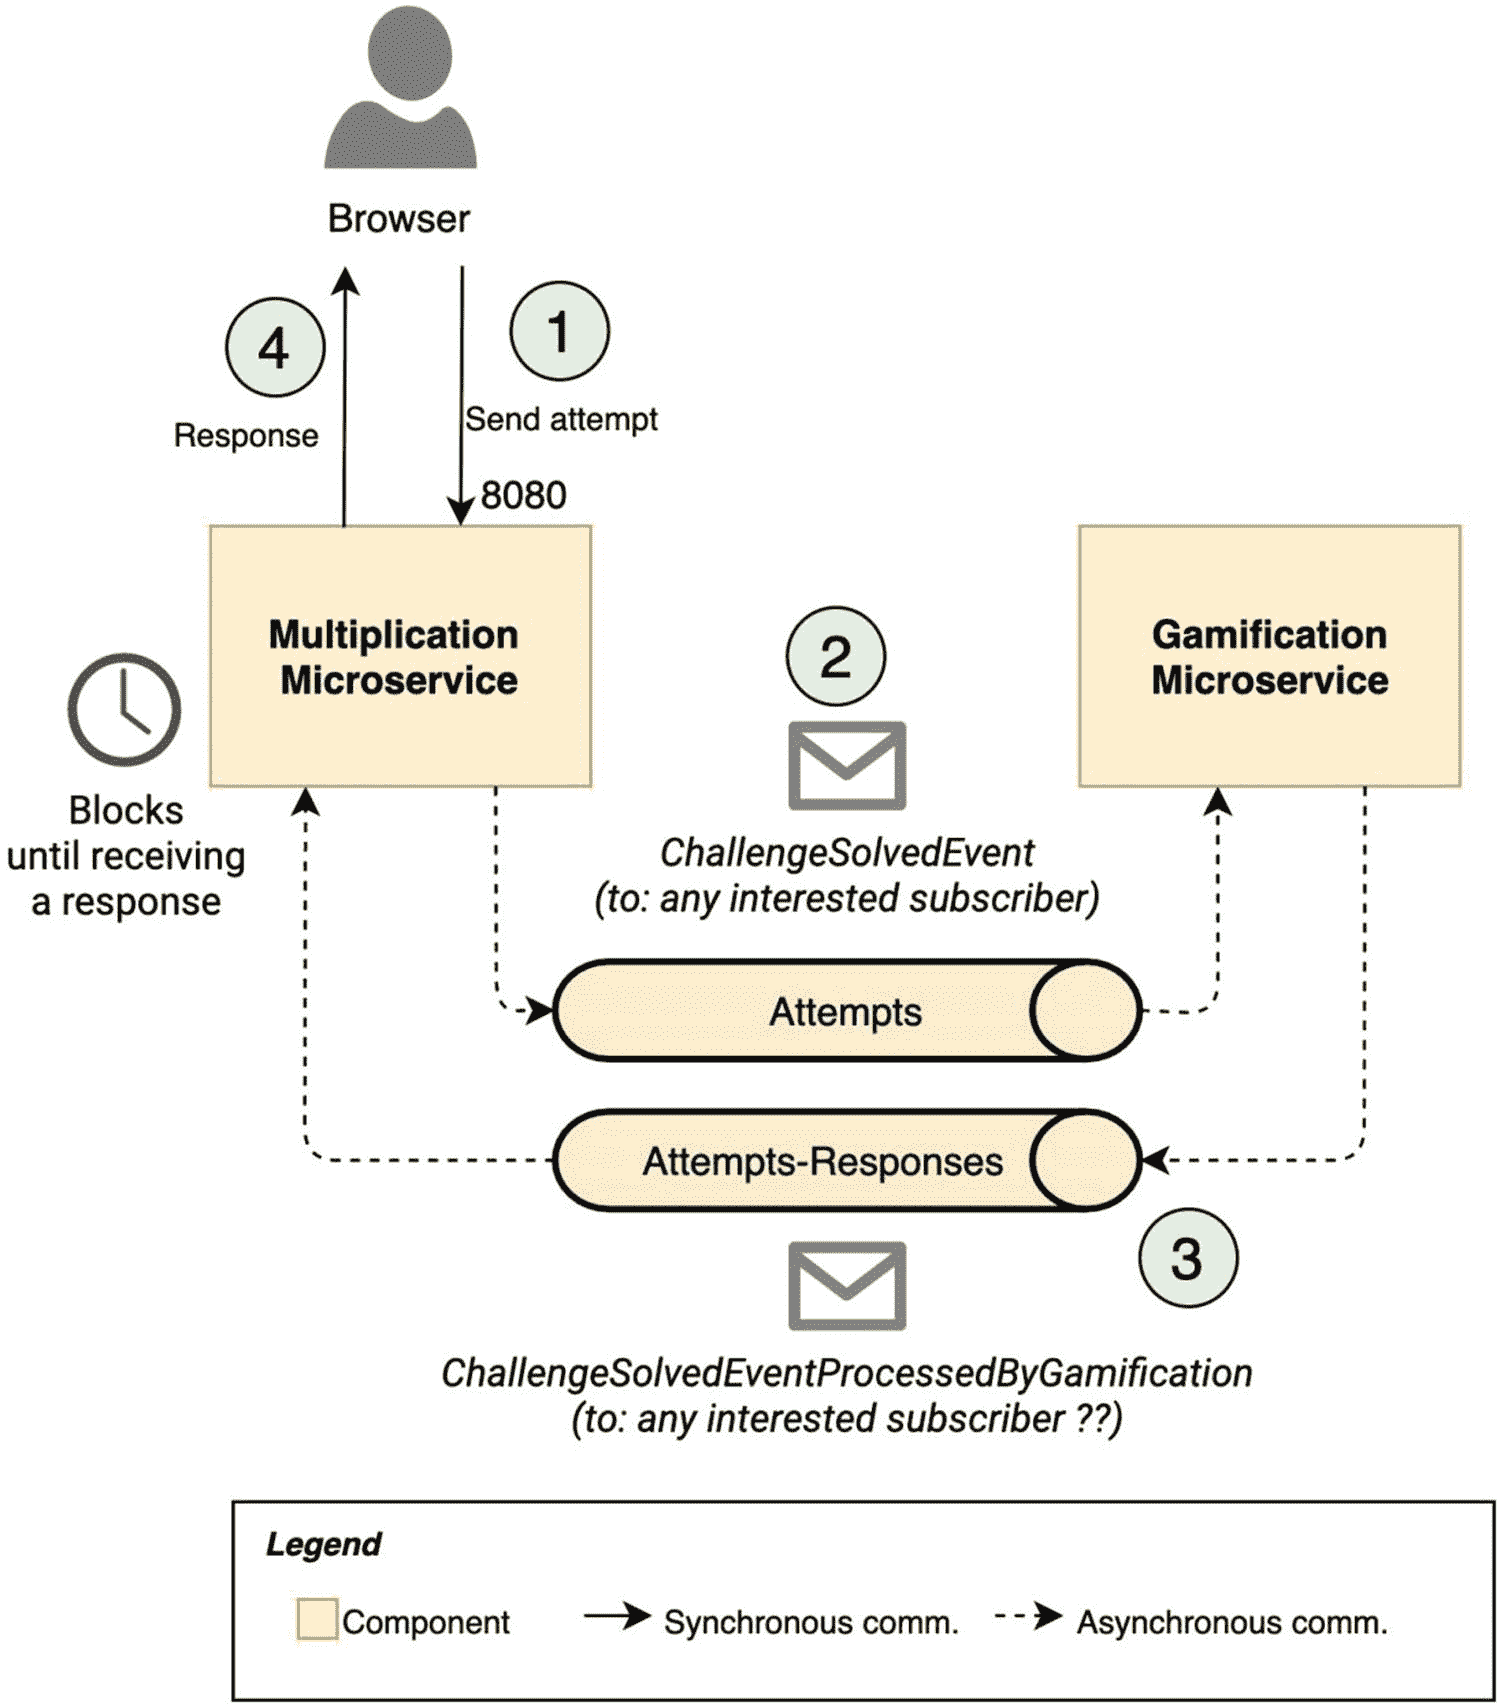 Browser
4
1
Response
Send attempt
8080
Multiplication
Microservice
Gamification
Microservice
2
Blocks
until receiving
a response
ChallengeSolvedEvent
(to: any interested subscriber)
Attempts
Attempts-Responses
3
ChallengeSolvedEventProcessedByGamification
(to: any interested subscriber ??)
Legend
Component
Synchronous comm.
Asynchronous comm.